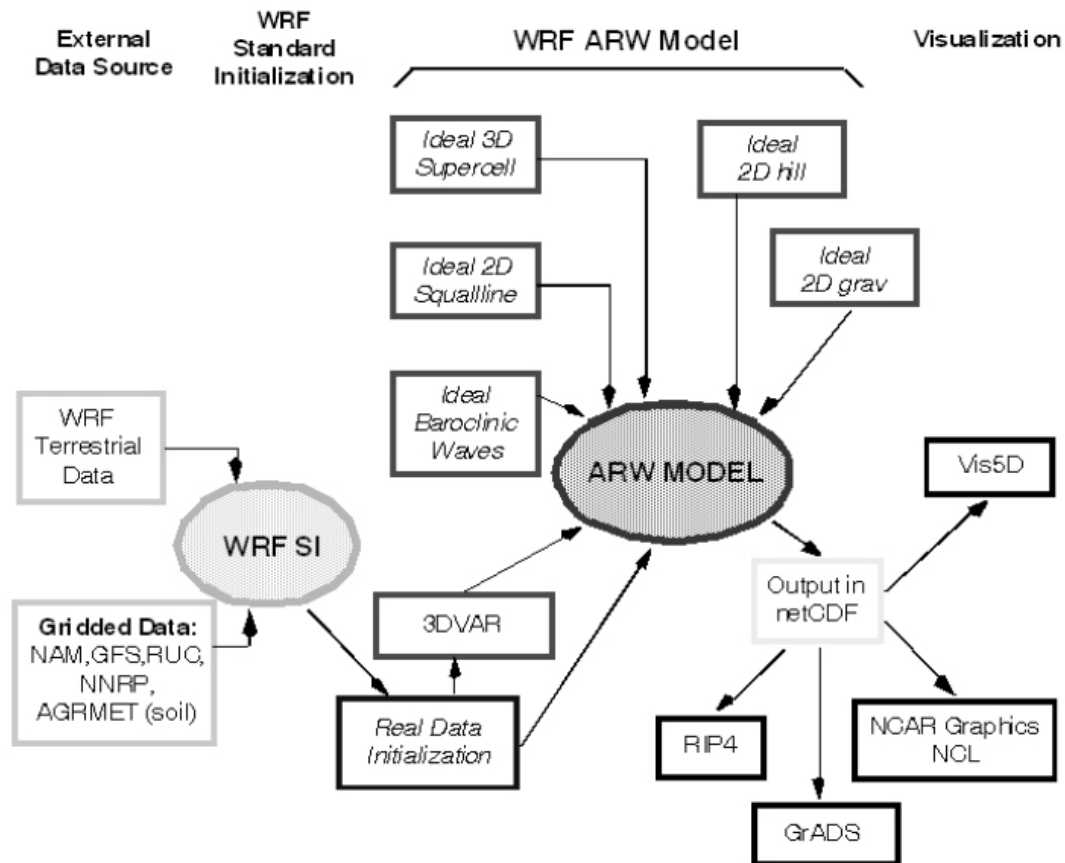 External
Data Source
WRF
Standard
Initialization
WRF ARW Model
Visualization
Ideal 3D
Supercell
Ideal
2D hill
Ideal 2D
Squallline
Ideal
2D grav
Ideal
Baroclinic
Waves
WRF
Terrestrial
Data
ARW MODEL
Vis5D
WRF SI
Output in
netCDF
Gridded Data:
NAM,GFS,RUC,
NNRP,
AGRMET (soil)
3DVAR
Real Data
Initialization
RIP4
NCAR Graphics
NCL
GrADS